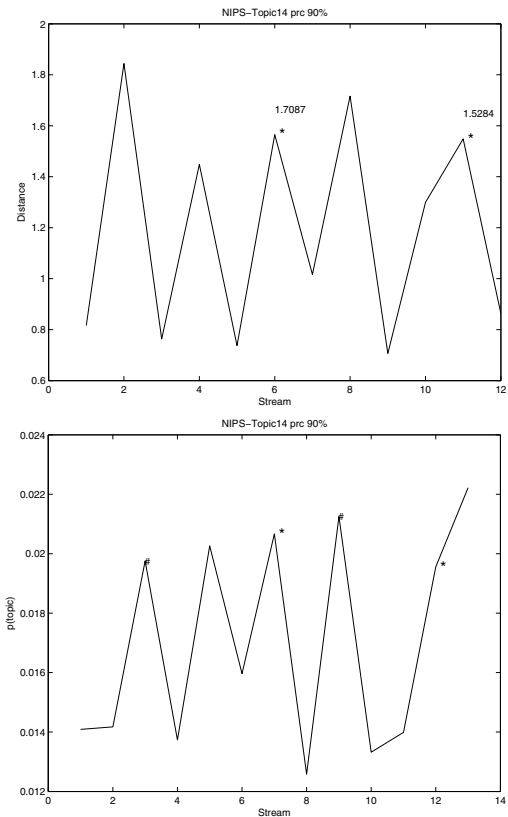 NIPS−Topic14 prc 90%
2
1.8
1.6
1.4
1.2
1
0.8
0.6
Distance
1.7087
*
1.5284
*
0 2 4 6 8 10 12
Stream
NIPS−Topic14 prc 90%
0.024
0.022
0.02
0.018
0.016
0.014
0.012
p(topic)
#
*
#
*
0 2 4 6 8 10 12 14
Stream